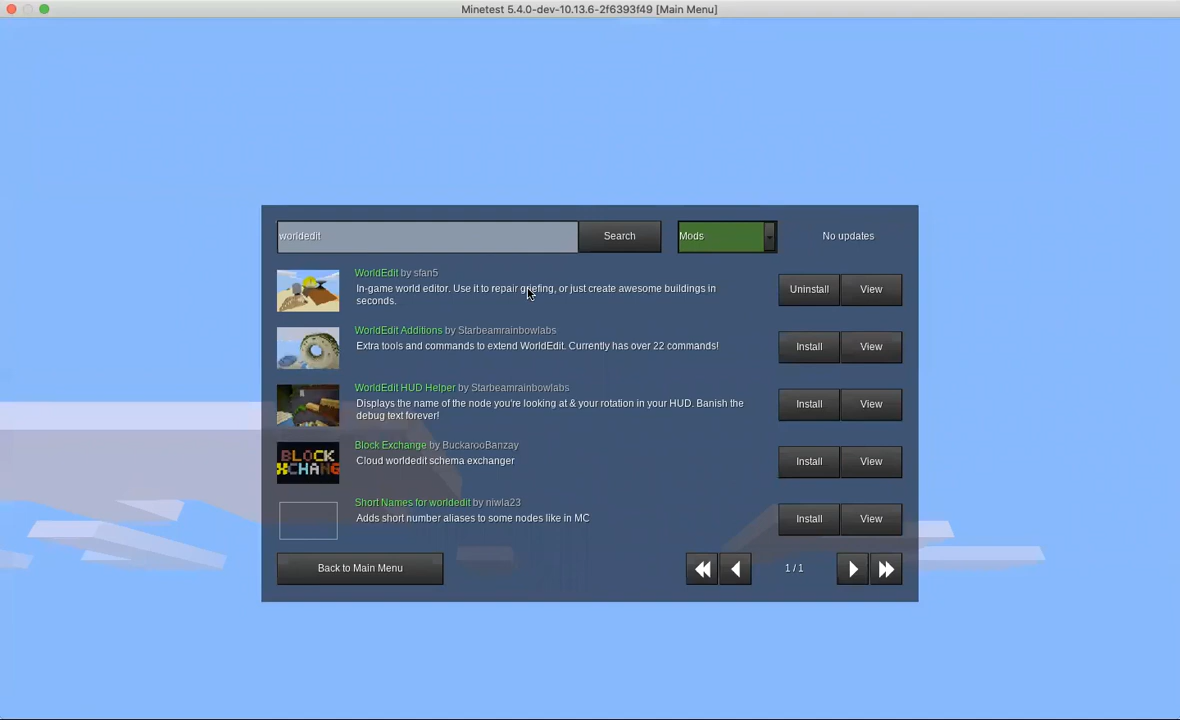 Minetest 5.4.0-dev-10.13.6-2f6393f49 [Main Menu]
worldedit
Search
Mods
No updates
WorldEdit by sfan5
In-game world editor. Use it to repair griefing, or just create awesome buildings in
seconds.
Uninstall
View
WorldEdit Additions by Starbeamrainbowlabs
Extra tools and commands to extend WorldEdit. Currently has over 22 commands!
Install
View
WorldEdit HUD Helper by Starbeamrainbowlabs
Displays the name of the node you're looking at & your rotation in your HUD. Banish the
debug text forever!
Install
View
BLOCK
XCHANG
Block Exchange by BuckarooBanzay
Cloud worldedit schema exchanger
Install
View
Short Names for worldedit by niwla23
Adds short number aliases to some nodes like in MC
Install
View
Back to Main Menu
1 / 1